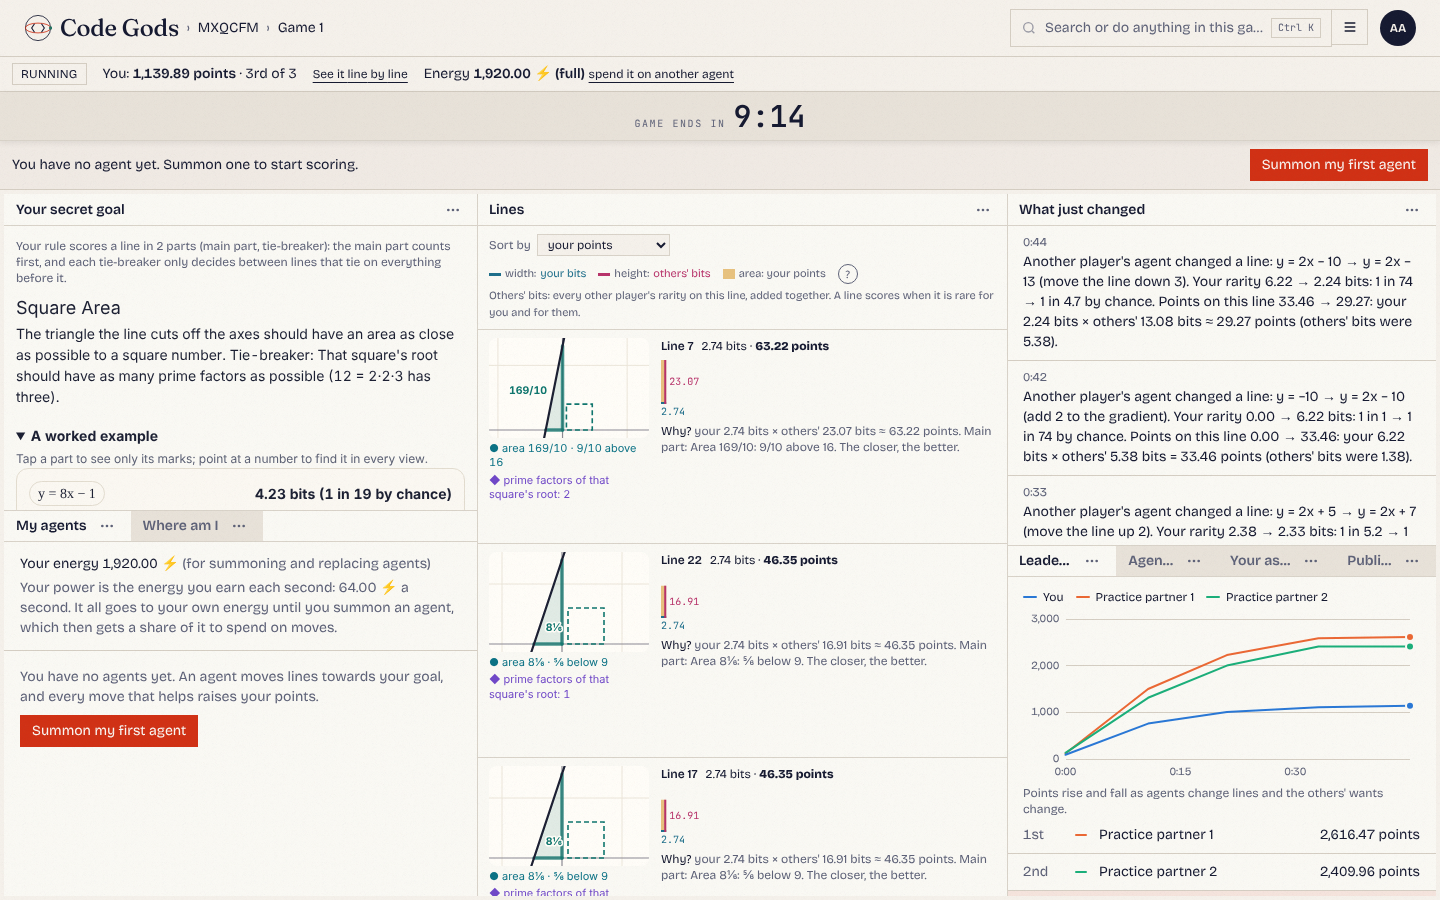 Code Gods › MXQCFM › Game 1
Search or do anything in this ga... Ctrl K ≡ AA
RUNNING You: 1,139.89 points · 3rd of 3 See it line by line Energy 1,920.00 ⚡ (full) spend it on another agent
GAME ENDS IN 9:14
You have no agent yet. Summon one to start scoring.
Summon my first agent
Your secret goal ...
Your rule scores a line in 2 parts (main part, tie-breaker): the main part counts
first, and each tie-breaker only decides between lines that tie on everything
before it.
Square Area
The triangle the line cuts off the axes should have an area as close
as possible to a square number. Tie-breaker: That square's root
should have as many prime factors as possible (12 = 2·2·3 has
three).
▼ A worked example
Tap a part to see only its marks; point at a number to find it in every view.
y = 8x − 1 4.23 bits (1 in 19 by chance)
My agents ... Where am I ...
Your energy 1,920.00 ⚡ (for summoning and replacing agents)
Your power is the energy you earn each second: 64.00 ⚡ a
second. It all goes to your own energy until you summon an agent,
which then gets a share of it to spend on moves.
You have no agents yet. An agent moves lines towards your goal,
and every move that helps raises your points.
Summon my first agent
Lines ...
Sort by your points
width: your bits height: others' bits area: your points ?
Others' bits: every other player's rarity on this line, added together. A line scores when it is rare for
you and for them.
169/10
area 169/10 · 9/10 above
16
prime factors of that
square's root: 2
Line 7 2.74 bits · 63.22 points
23.07
2.74
Why? your 2.74 bits × others' 23.07 bits ≈ 63.22 points. Main
part: Area 169/10: 9/10 above 16. The closer, the better.
8⅙
area 8⅙ · ⅚ below 9
prime factors of that
square's root: 1
Line 22 2.74 bits · 46.35 points
16.91
2.74
Why? your 2.74 bits × others' 16.91 bits ≈ 46.35 points. Main
part: Area 8⅙: ⅚ below 9. The closer, the better.
8⅙
area 8⅙ · ⅚ below 9
prime factors of that
Line 17 2.74 bits · 46.35 points
16.91
2.74
Why? your 2.74 bits × others' 16.91 bits ≈ 46.35 points. Main
part: Area 8⅙: ⅚ below 9. The closer, the better.
What just changed ...
0:44
Another player's agent changed a line: y = 2x − 10 → y = 2x −
13 (move the line down 3). Your rarity 6.22 → 2.24 bits: 1 in 74
→ 1 in 4.7 by chance. Points on this line 33.46 → 29.27: your
2.24 bits × others' 13.08 bits ≈ 29.27 points (others' bits were
5.38).
0:42
Another player's agent changed a line: y = −10 → y = 2x − 10
(add 2 to the gradient). Your rarity 0.00 → 6.22 bits: 1 in 1 → 1
in 74 by chance. Points on this line 0.00 → 33.46: your 6.22
bits × others' 5.38 bits = 33.46 points (others' bits were 1.38).
0:33
Another player's agent changed a line: y = 2x + 5 → y = 2x + 7
(move the line up 2). Your rarity 2.38 → 2.33 bits: 1 in 5.2 → 1
Leade... ... Agen... ... Your as... ... Publi... ...
You Practice partner 1 Practice partner 2
3,000
2,000
1,000
0
0:00 0:15 0:30
Points rise and fall as agents change lines and the others' wants
change.
1st Practice partner 1 2,616.47 points
2nd Practice partner 2 2,409.96 points